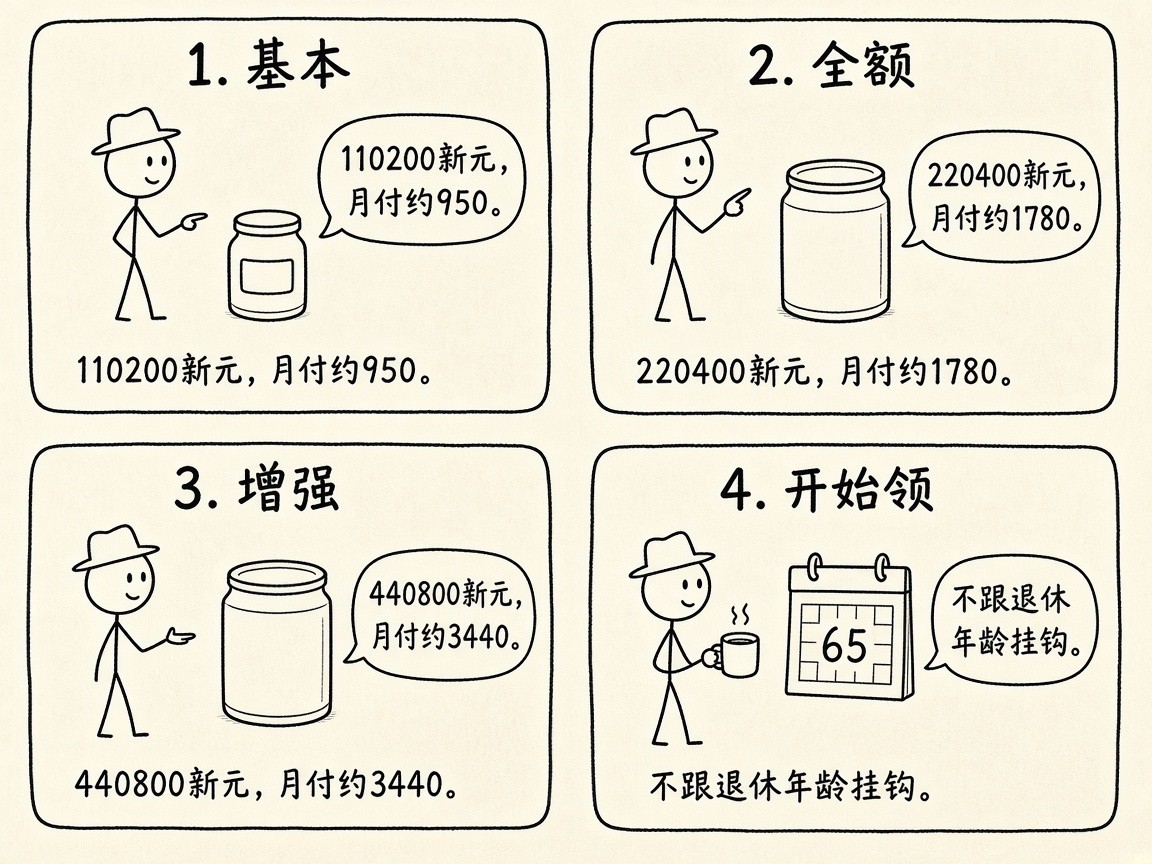 1. 基本
110200新元,
月付约950。
110200新元, 月付约950。
2. 全额
220400新元,
月付约1780。
220400新元, 月付约1780。
3. 增强
440800新元,
月付约3440。
440800新元, 月付约3440。
4. 开始领
65
不跟退休
年龄挂钩。
不跟退休年龄挂钩。